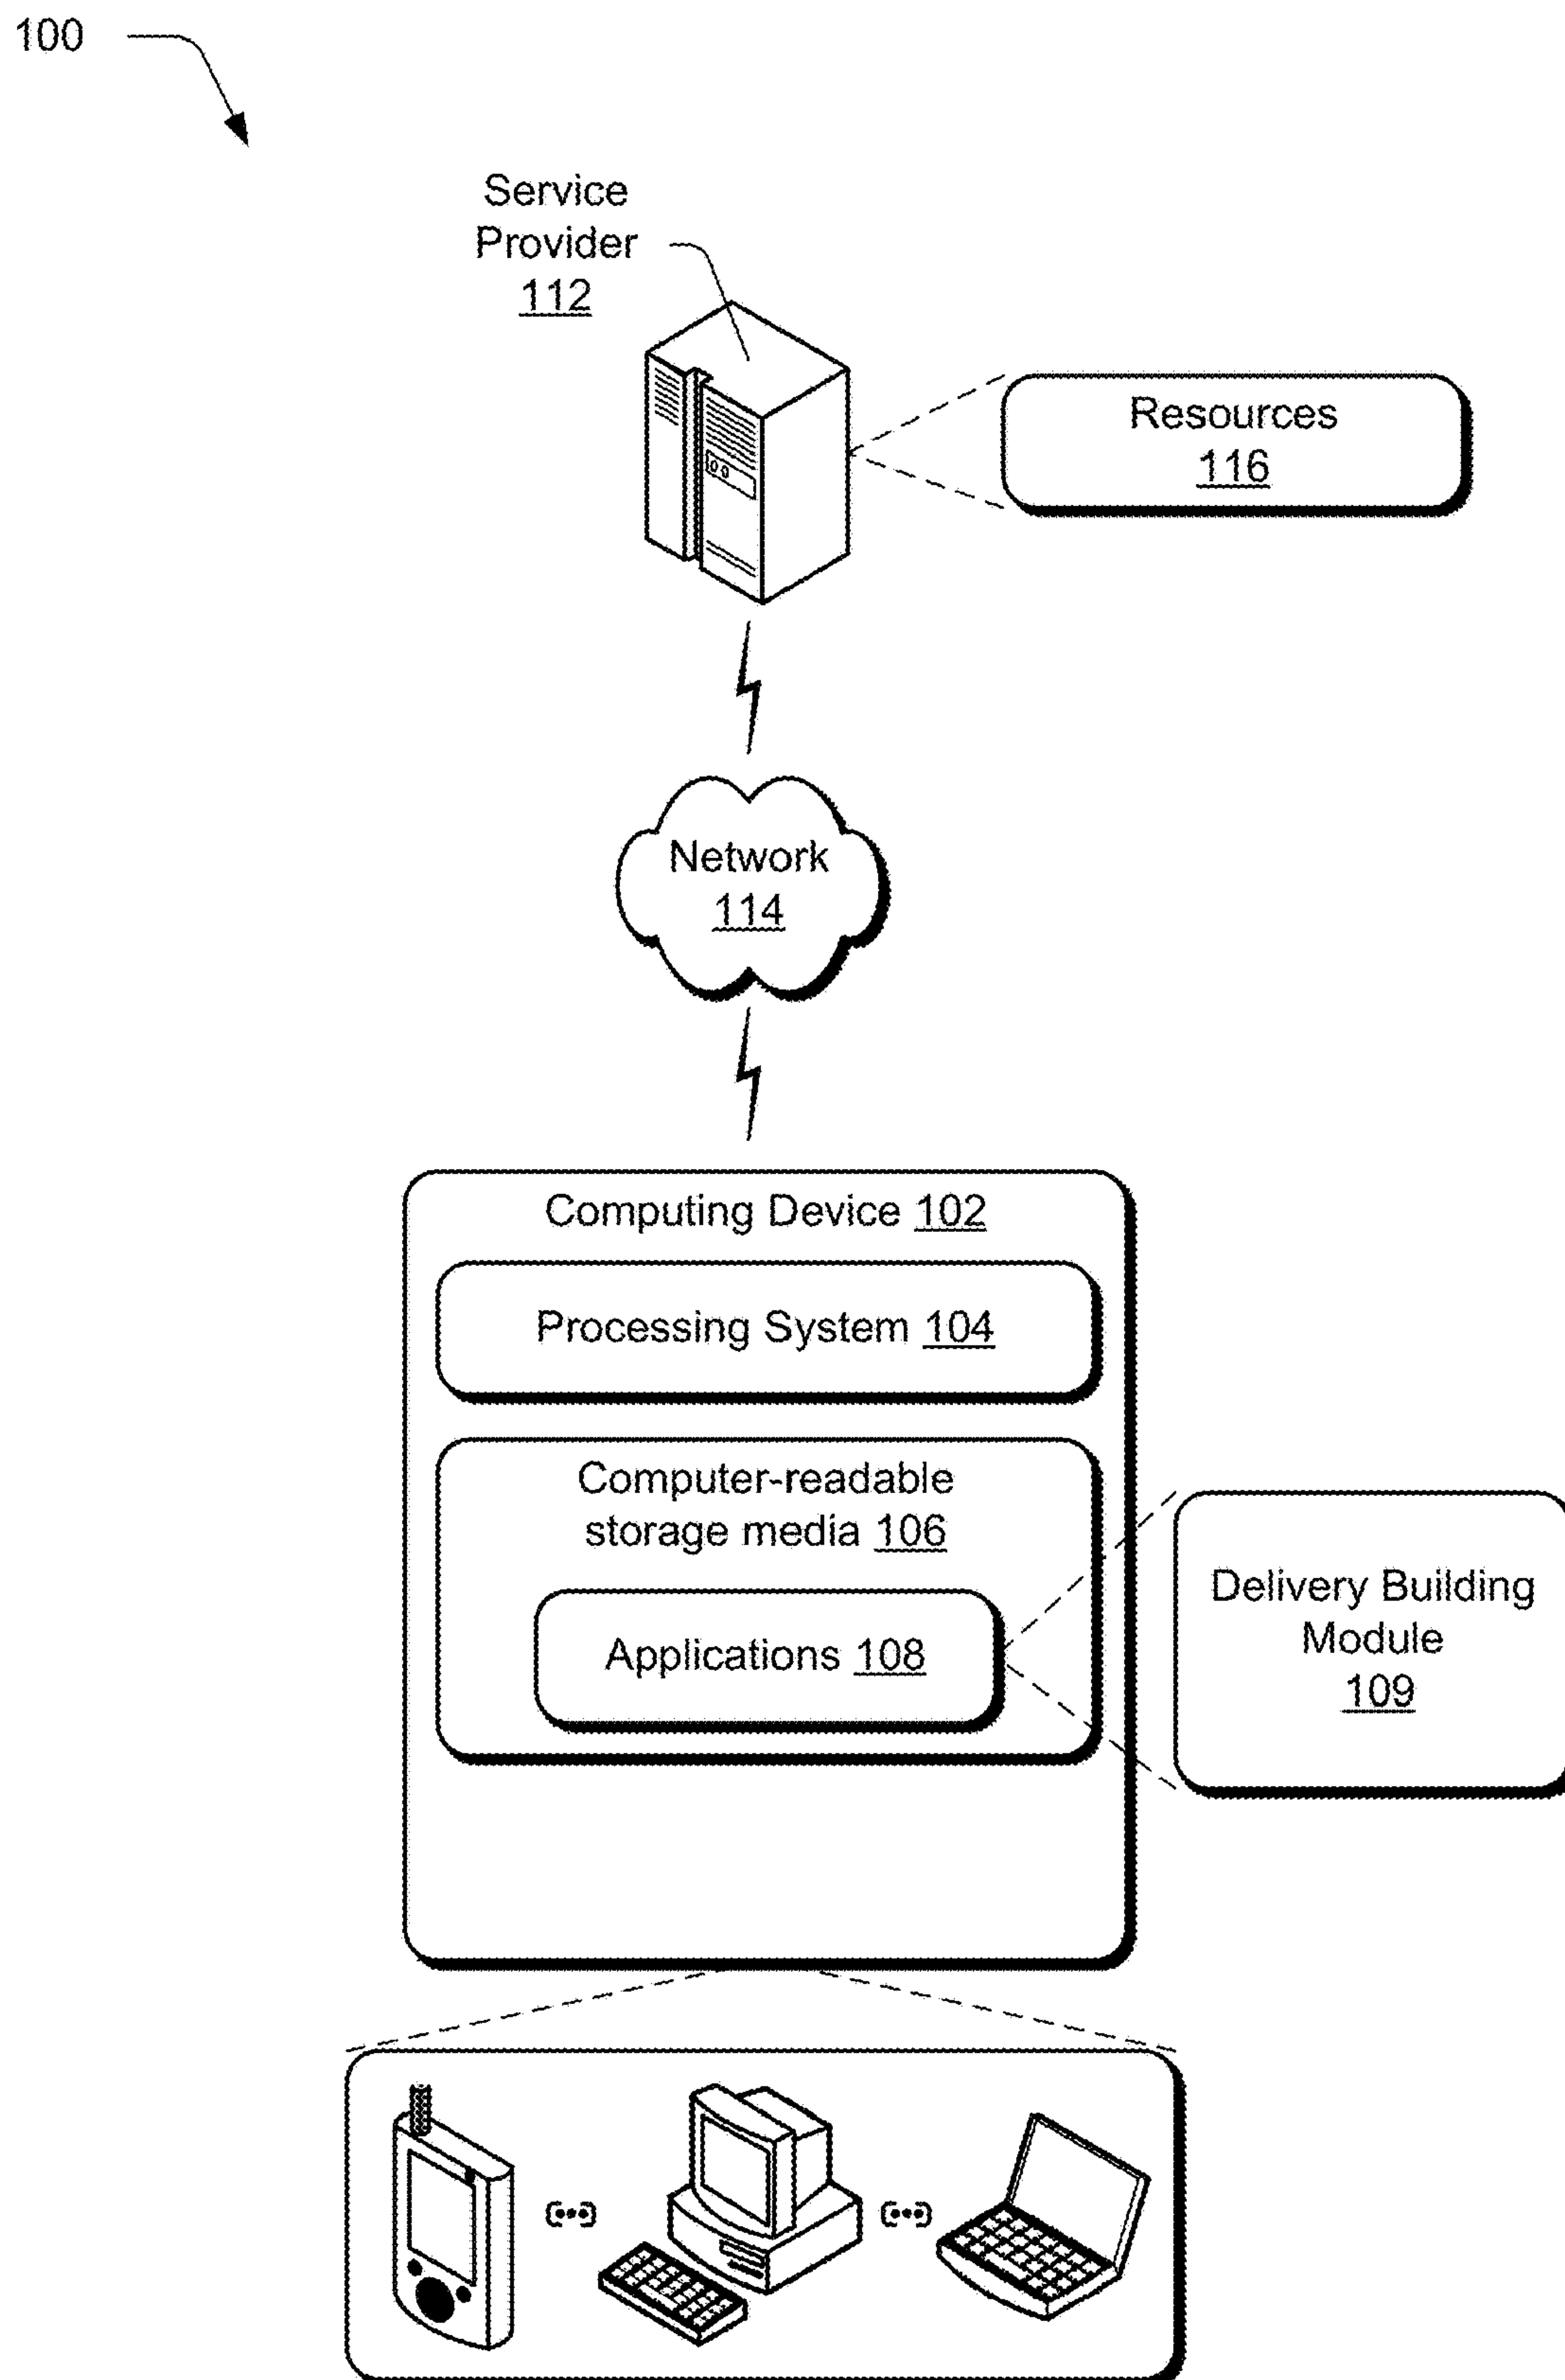 100
Service
Provider
112
Resources
116
Network
114
Computing Device 102
Processing System 104
Computer-readable
storage media 106
Applications 108
Delivery Building
Module
109